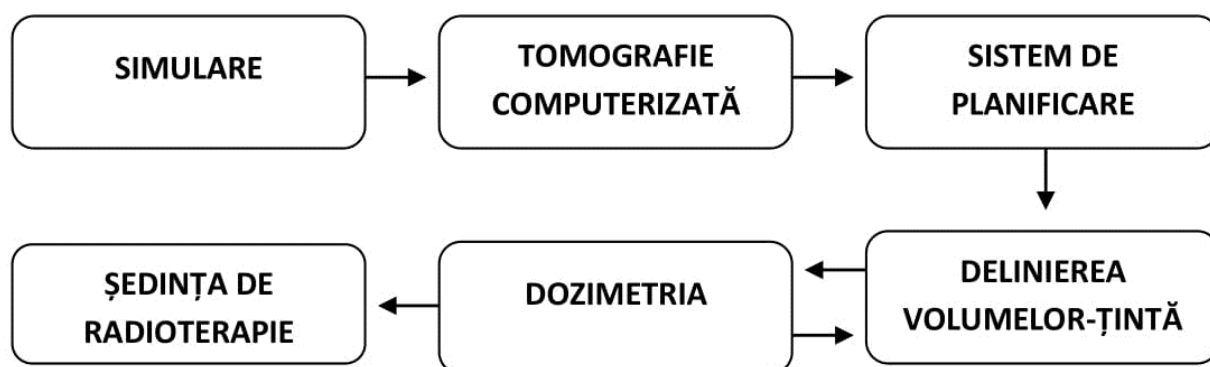 SIMULARE
TOMOGRAFIE
COMPUTERIZATĂ
SISTEM DE
PLANIFICARE
ȘEDINȚA DE
RADIOTERAPIE
DOZIMETRIA
DELINIEREA
VOLUMELOR-ȚINTĂ